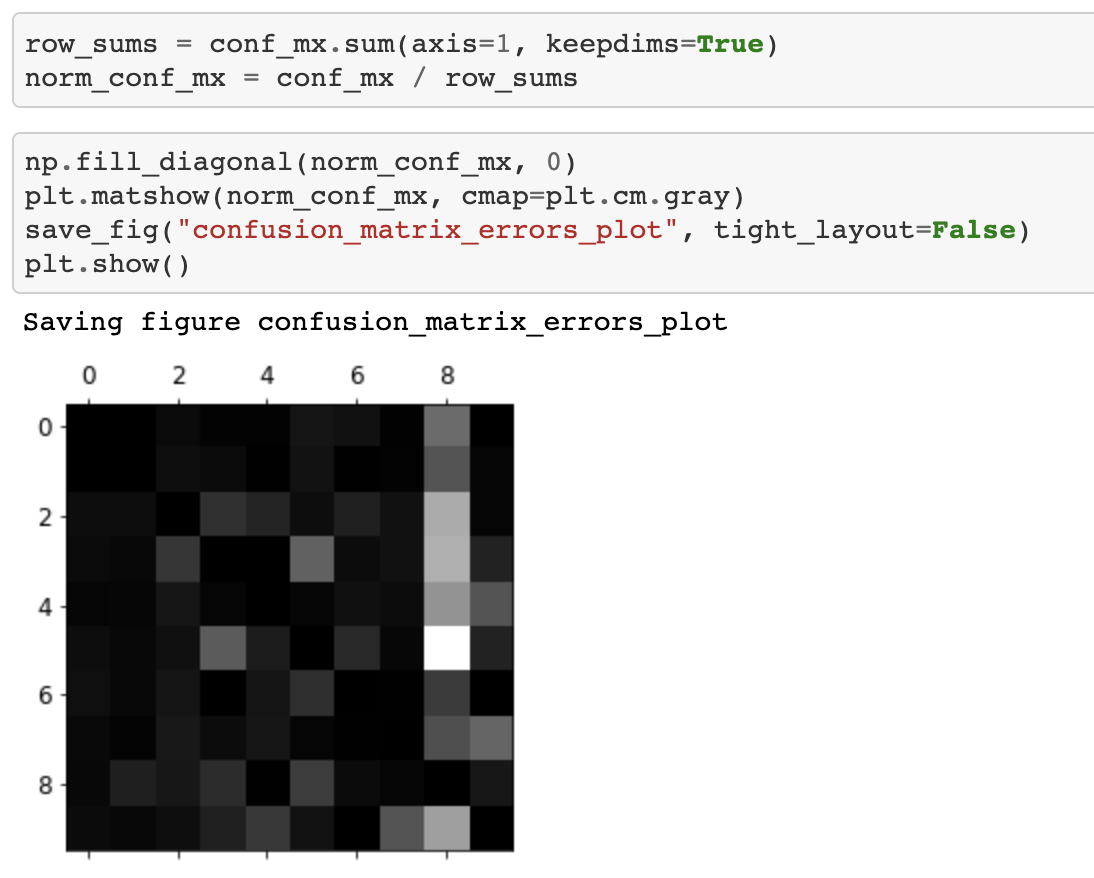 row_sums = conf_mx.sum(axis=1, keepdims=True)
norm_conf_mx = conf_mx / row_sums
np.fill_diagonal(norm_conf_mx, 0)
plt.matshow(norm_conf_mx, cmap=plt.cm.gray)
save_fig("confusion_matrix_errors_plot", tight_layout=False)
plt.show()
Saving figure confusion_matrix_errors_plot
0 2 4 6 8
0
2
4
6
8